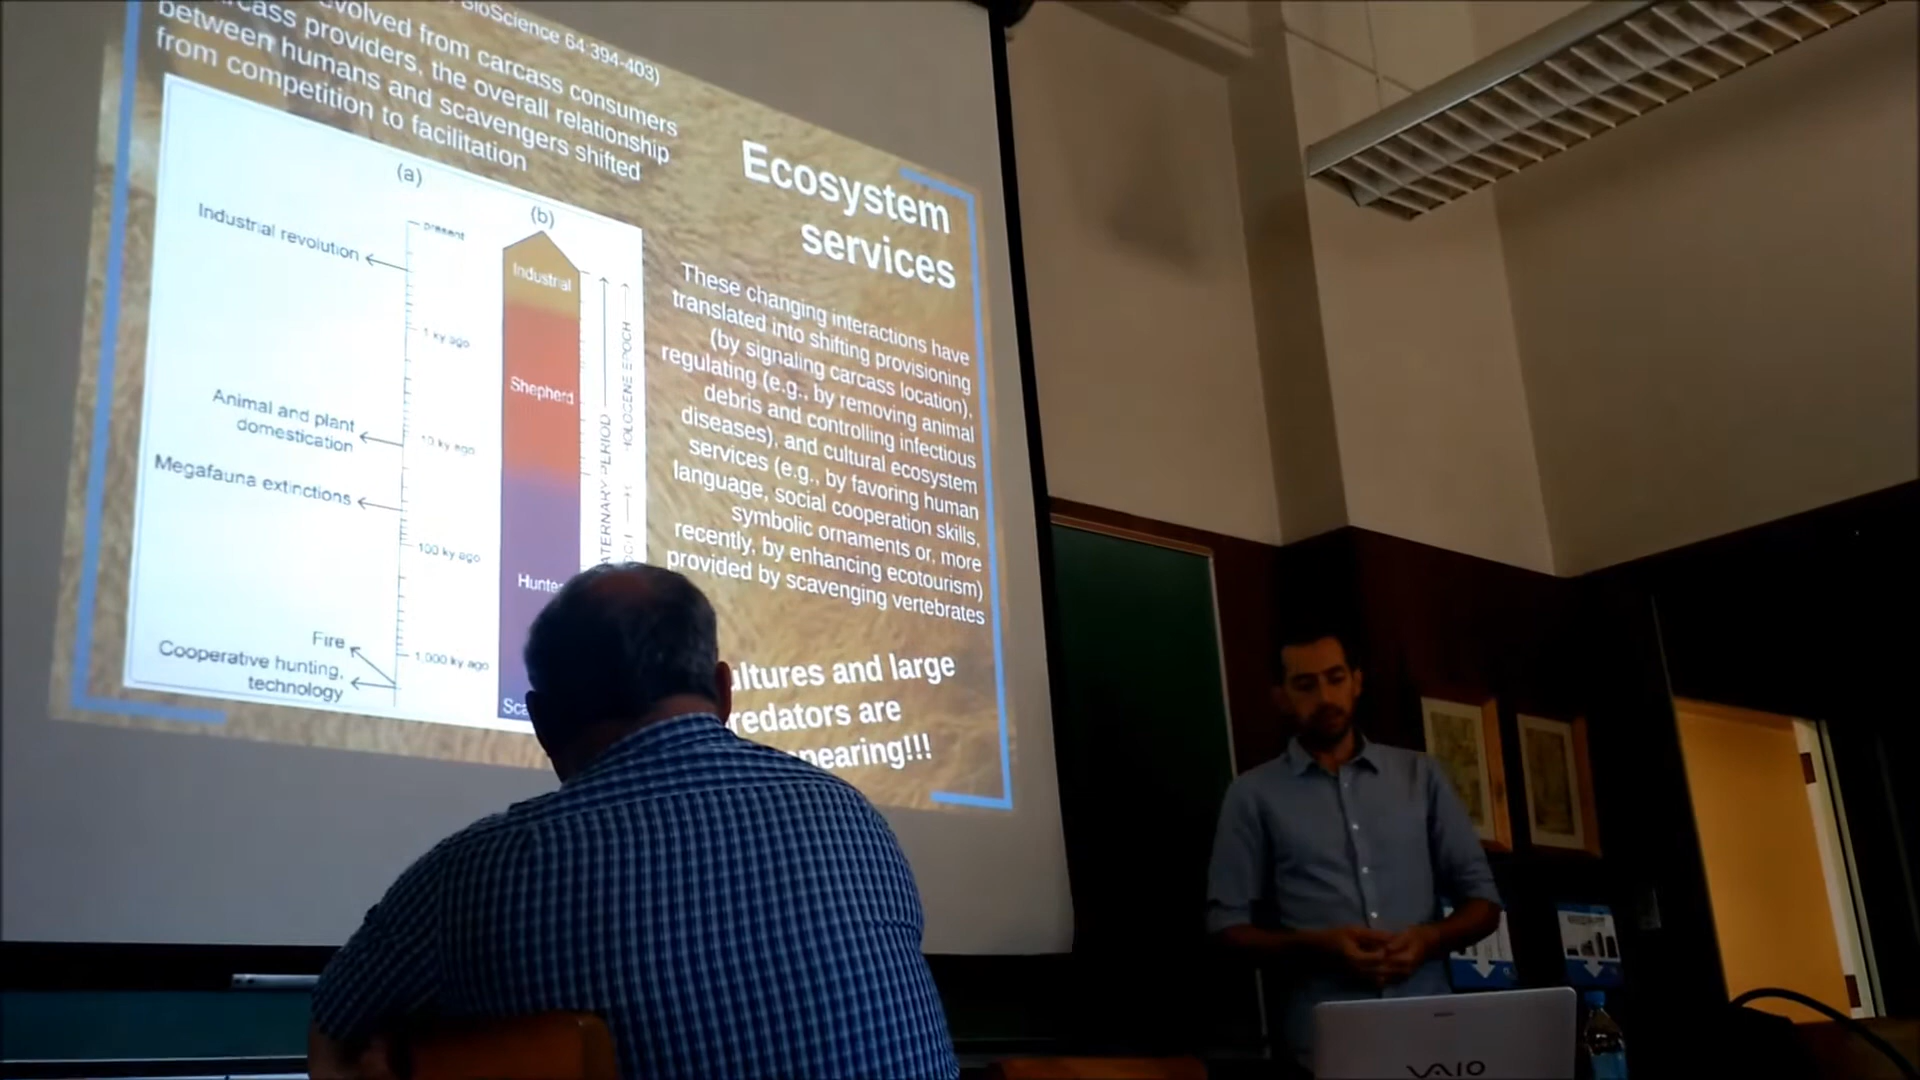 BioScience 64:394-403)
evolved from carcass consumers
carcass providers, the overall relationship
between humans and scavengers shifted
from competition to facilitation
(a)
(b)
Industrial revolution
present
1 ky ago
Animal and plant
domestication
10 ky ago
Megafauna extinctions
100 ky ago
Fire
Cooperative hunting,
technology
1,000 ky ago
Industrial
Shepherd
Hunte
Sca
ATERNARY PERIOD
HOLOCENE EPOCH
Ecosystem
services
These changing interactions have
translated into shifting provisioning
(by signaling carcass location),
regulating (e.g., by removing animal
debris and controlling infectious
diseases), and cultural ecosystem
services (e.g., by favoring human
language, social cooperation skills,
symbolic ornaments or, more
recently, by enhancing ecotourism)
provided by scavenging vertebrates
ultures and large
redators are
pearing!!!
VAIO